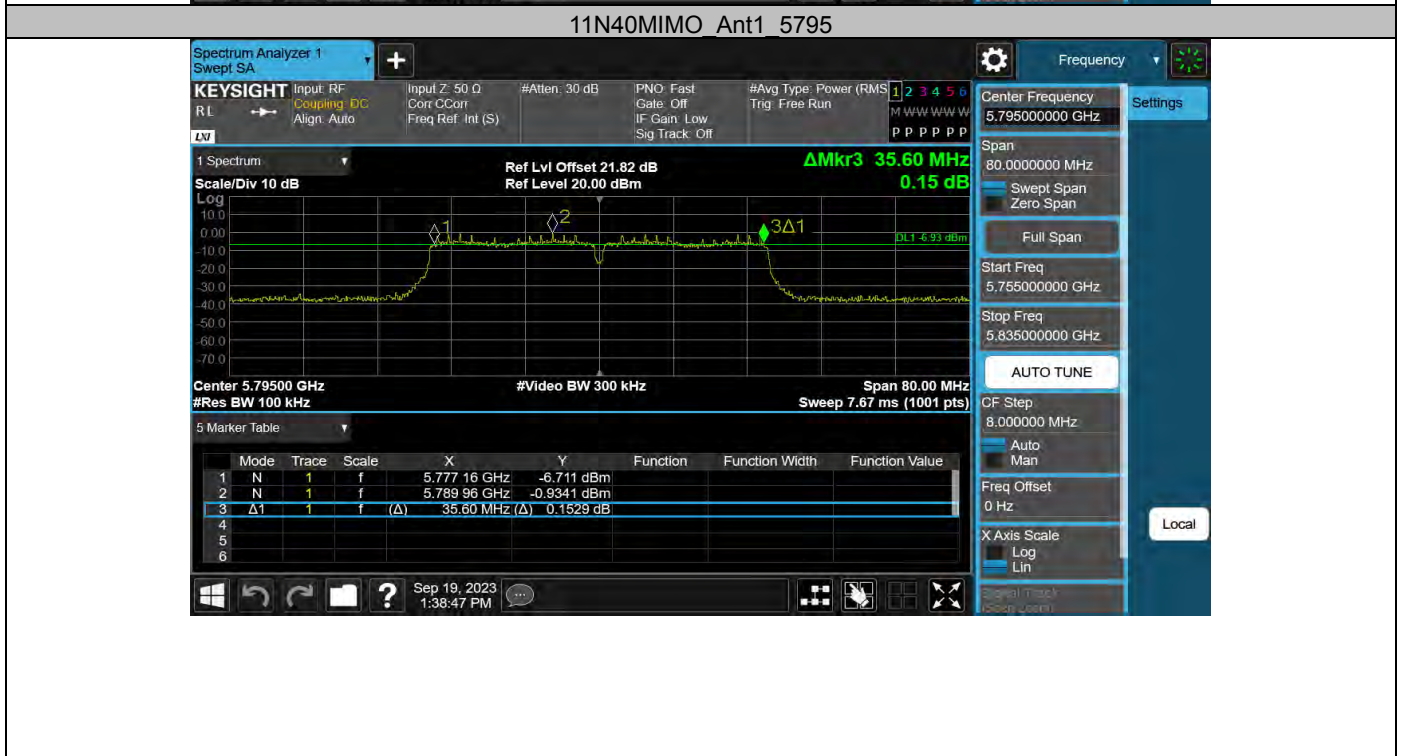 11N40MIMO_Ant1_5795
Spectrum Analyzer 1
Swept SA
+
Frequency
KEYSIGHT
Input: RF
Input Z: 50 Ω
#Atten: 30 dB
PNO: Fast
#Avg Type: Power (RMS
1 2 3 4 5 6
RL
Coupling: DC
Corr CCorr
Gate: Off
Trig: Free Run
Align: Auto
Freq Ref: Int (S)
IF Gain: Low
M W W W W W
LXI
Sig Track: Off
P P P P P P
Center Frequency
5.795000000 GHz
Settings
1 Spectrum
Ref Lvl Offset 21.82 dB
ΔMkr3 35.60 MHz
Scale/Div 10 dB
Ref Level 20.00 dBm
0.15 dB
Span
80.0000000 MHz
Swept Span
Zero Span
Log
10.0
0.00
-10.0
-20.0
-30.0
-40.0
-50.0
-60.0
-70.0
1
2
3Δ1
DL1 -6.93 dBm
Full Span
Start Freq
5.755000000 GHz
Stop Freq
5.835000000 GHz
AUTO TUNE
Center 5.79500 GHz
#Video BW 300 kHz
Span 80.00 MHz
#Res BW 100 kHz
Sweep 7.67 ms (1001 pts)
CF Step
8.000000 MHz
Auto
Man
5 Marker Table
Mode Trace Scale X Y Function Function Width Function Value
1 N 1 f 5.777 16 GHz -6.711 dBm
2 N 1 f 5.789 96 GHz -0.9341 dBm
3 Δ1 1 f (Δ) 35.60 MHz (Δ) 0.1529 dB
4
5
6
Freq Offset
0 Hz
Local
X Axis Scale
Log
Lin
Signal Track
(Span Zoom)
?
Sep 19, 2023
1:38:47 PM